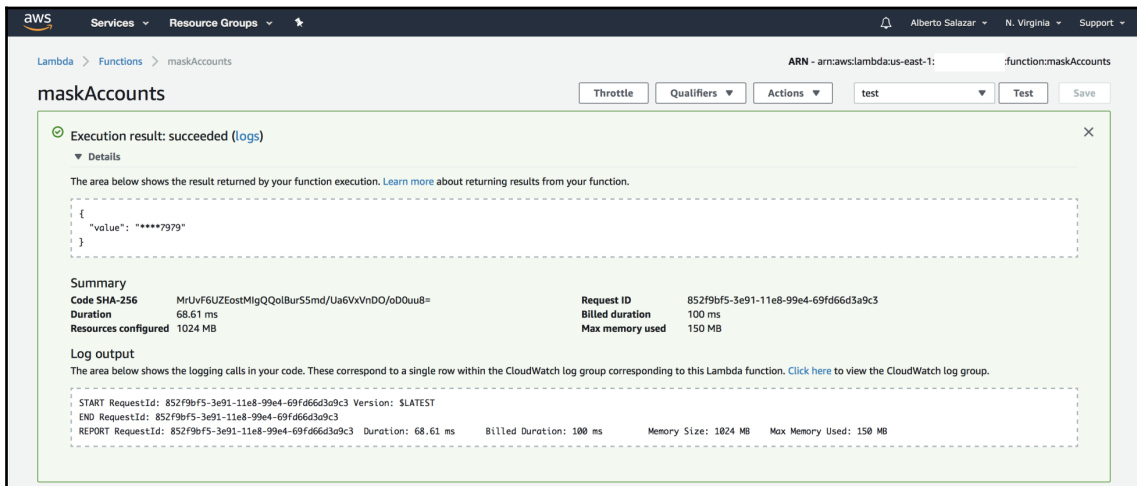 aws Services Resource Groups Alberto Salazar N. Virginia Support
Lambda > Functions > maskAccounts ARN - arn:aws:lambda:us-east-1: :function:maskAccounts
maskAccounts Throttle Qualifiers Actions test Test Save
Execution result: succeeded (logs)
Details
The area below shows the result returned by your function execution. Learn more about returning results from your function.
{
"value": "****7979"
}
Summary
Code SHA-256 MrUvF6UZEostMIgQQolBurS5md/Ua6VxVnDO/oD0uu8= Request ID 852f9bf5-3e91-11e8-99e4-69fd66d3a9c3
Duration 68.61 ms Billed duration 100 ms
Resources configured 1024 MB Max memory used 150 MB
Log output
The area below shows the logging calls in your code. These correspond to a single row within the CloudWatch log group corresponding to this Lambda function. Click here to view the CloudWatch log group.
START RequestId: 852f9bf5-3e91-11e8-99e4-69fd66d3a9c3 Version: $LATEST
END RequestId: 852f9bf5-3e91-11e8-99e4-69fd66d3a9c3
REPORT RequestId: 852f9bf5-3e91-11e8-99e4-69fd66d3a9c3 Duration: 68.61 ms Billed Duration: 100 ms Memory Size: 1024 MB Max Memory Used: 150 MB